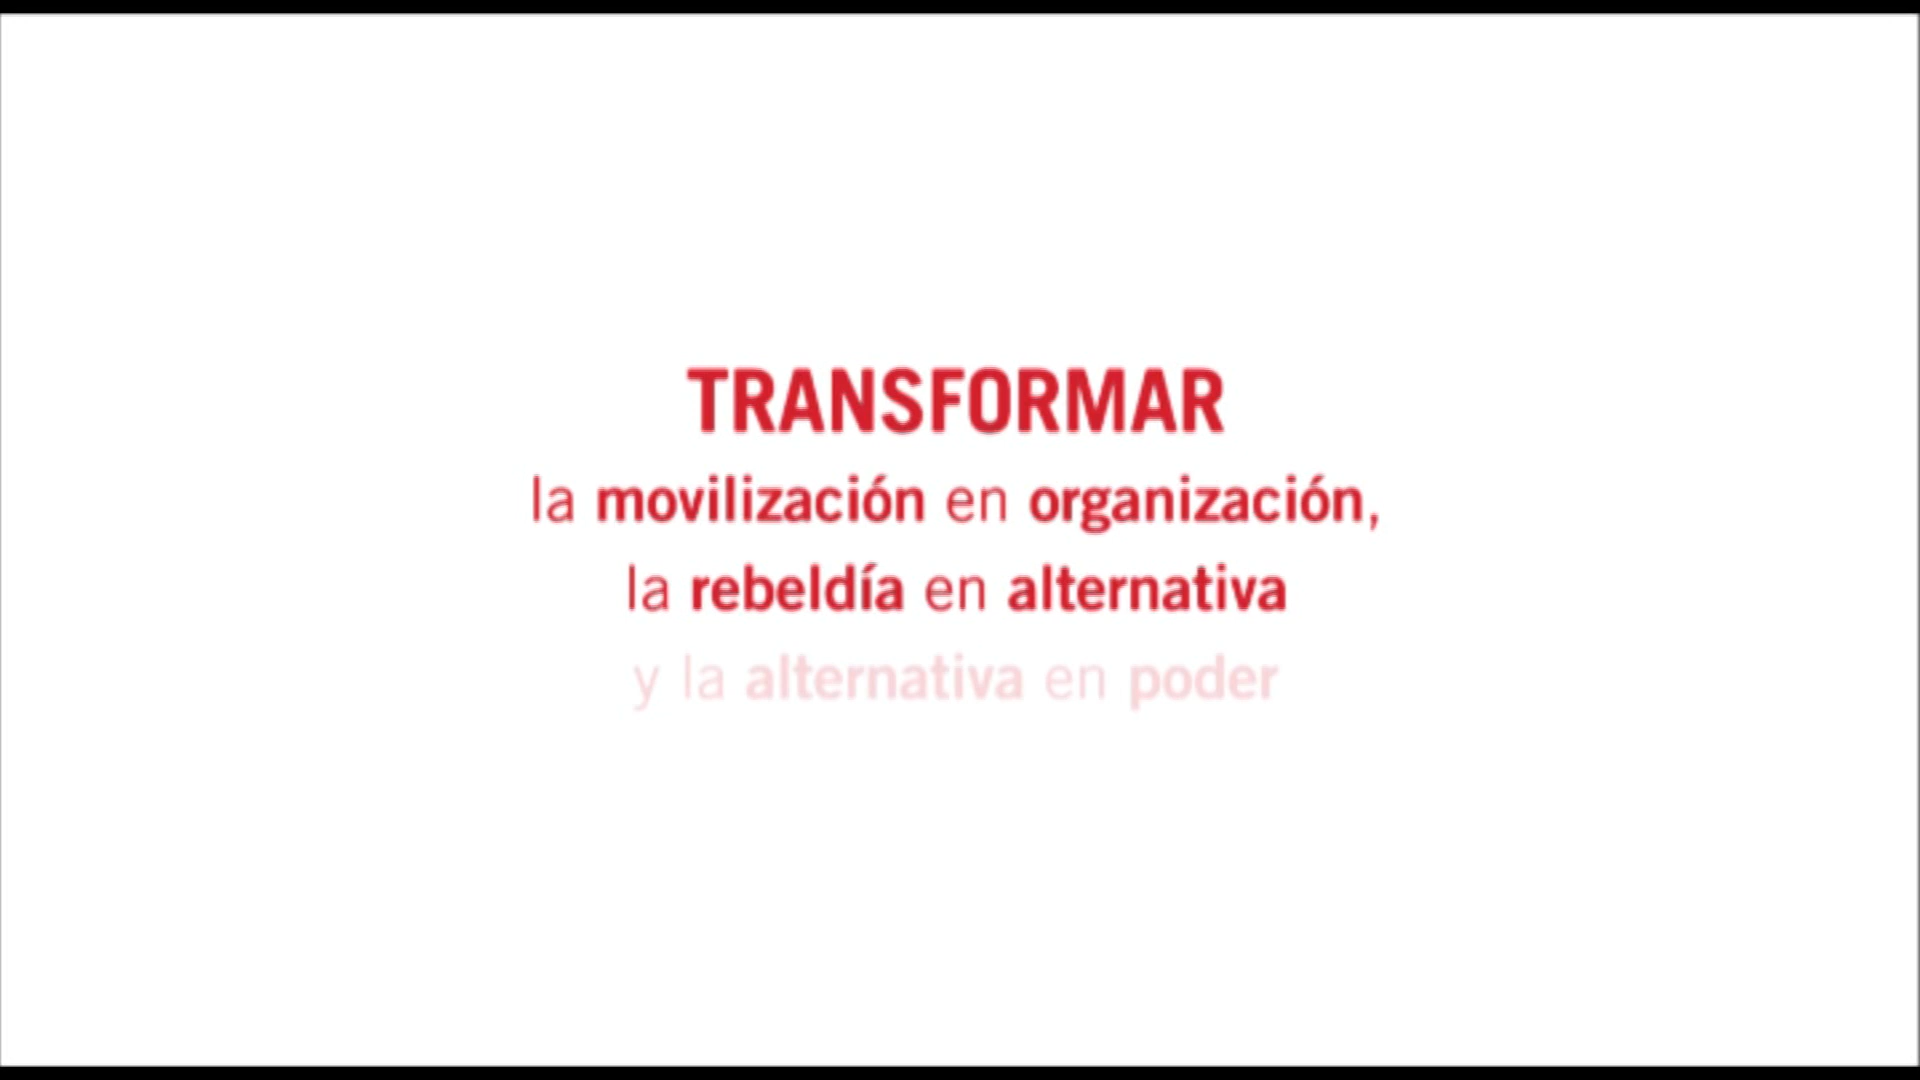 TRANSFORMAR
la movilización en organización,
la rebeldía en alternativa
y la alternativa en poder